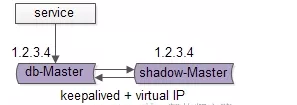 service
1.2.3.4 1.2.3.4
db-Master shadow-Master
keepalived + virtual IP